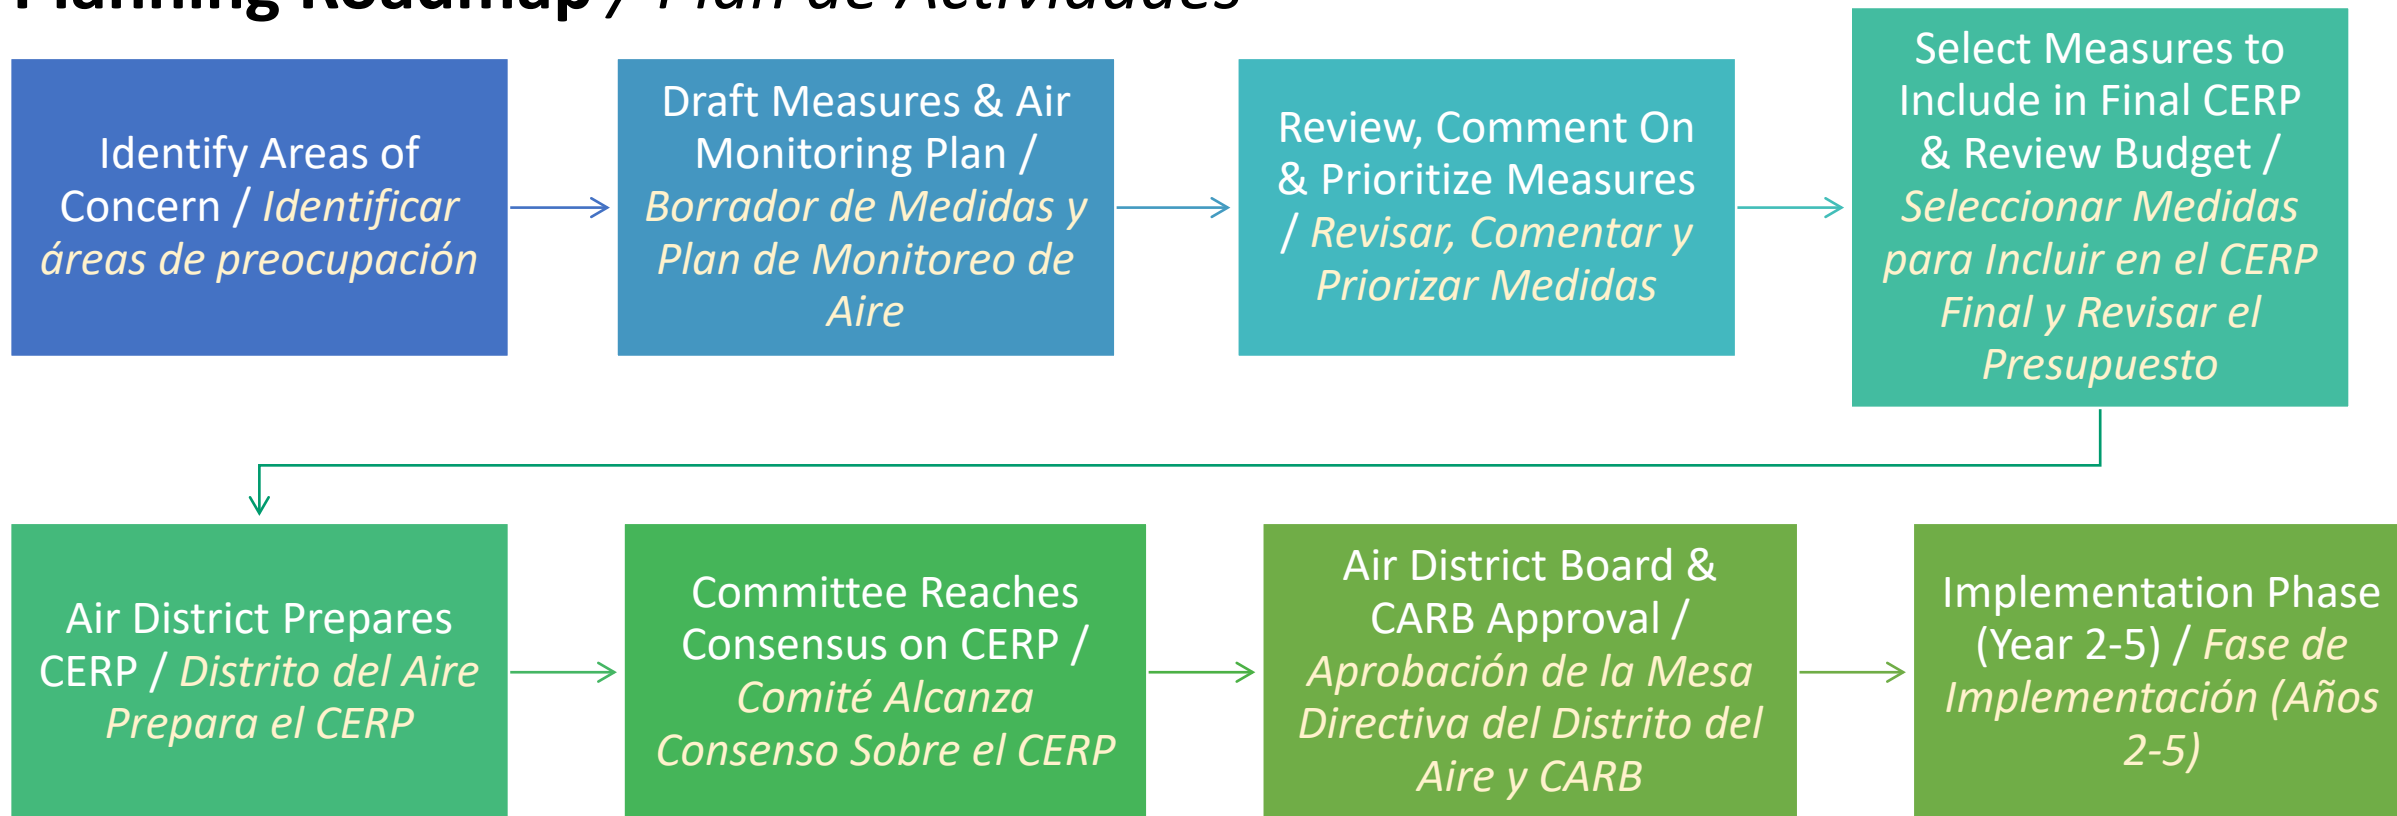 Planning Roadmap / Plan de Actividades
Identify Areas of
Concern / Identificar
áreas de preocupación
Draft Measures & Air
Monitoring Plan /
Borrador de Medidas y
Plan de Monitoreo de
Aire
Review, Comment On
& Prioritize Measures
/ Revisar, Comentar y
Priorizar Medidas
Select Measures to
Include in Final CERP
& Review Budget /
Seleccionar Medidas
para Incluir en el CERP
Final y Revisar el
Presupuesto
Air District Prepares
CERP / Distrito del Aire
Prepara el CERP
Committee Reaches
Consensus on CERP /
Comité Alcanza
Consenso Sobre el CERP
Air District Board &
CARB Approval /
Aprobación de la Mesa
Directiva del Distrito del
Aire y CARB
Implementation Phase
(Year 2-5) / Fase de
Implementación (Años
2-5)